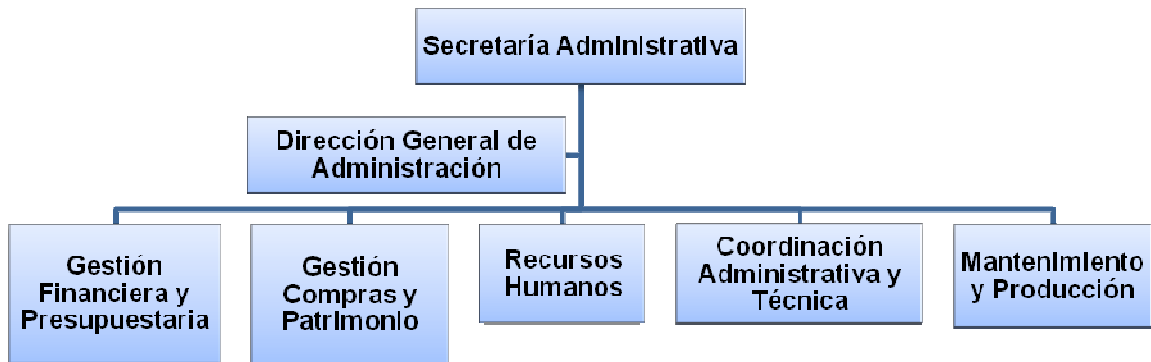 Secretaría Administrativa
Dirección General de
Administración
Gestión
Financiera y
Presupuestaria
Gestión
Compras y
Patrimonio
Recursos
Humanos
Coordinación
Administrativa y
Técnica
Mantenimiento
y Producción